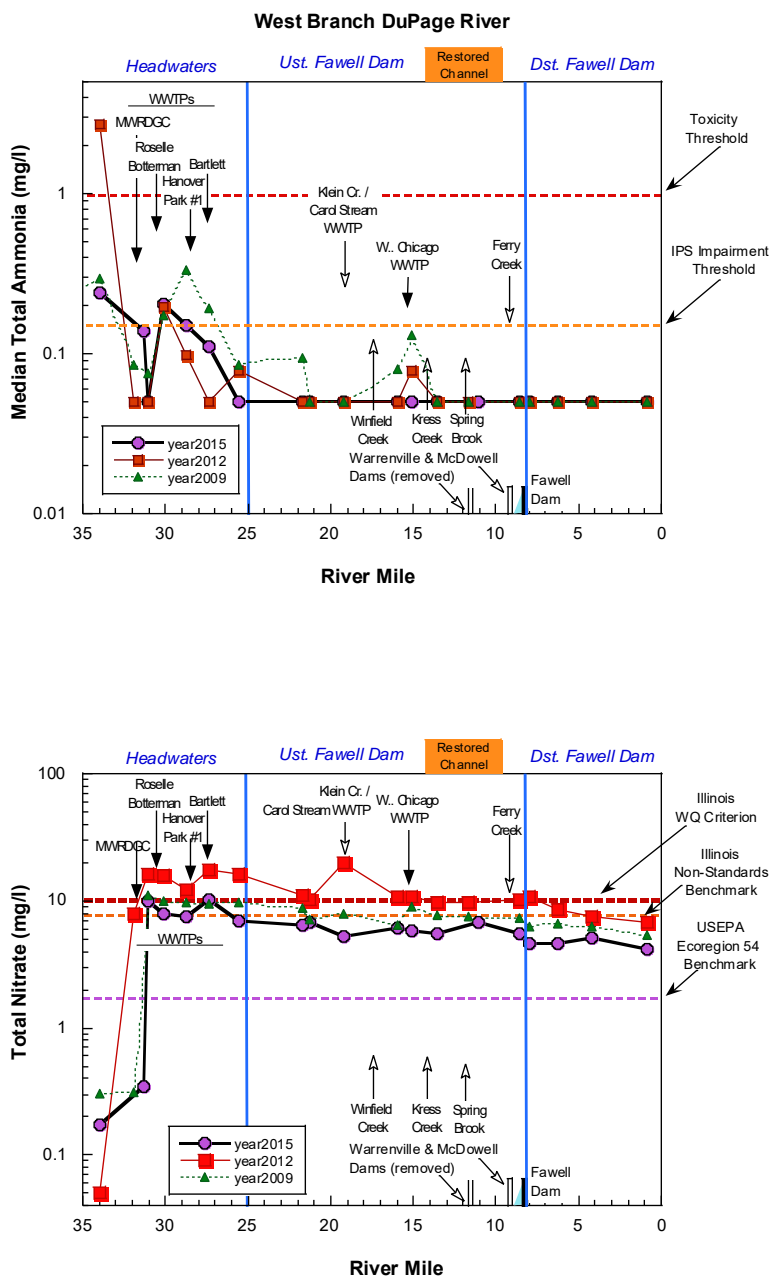 West Branch DuPage River
Headwaters
Ust. Fawell Dam
Restored
Channel
Dst. Fawell Dam
WWTPs
MWRDGC
Roselle
Botterman
Hanover
Park #1
Bartlett
Klein Cr. /
Carol Stream
WWTP
W.. Chicago
WWTP
Ferry
Creek
Toxicity
Threshold
IPS Impairment
Threshold
Median Total Ammonia (mg/l)
1
0.1
0.01
Winfield
Creek
Kress
Creek
Spring
Brook
Warrenville & McDowell
Dams (removed)
Fawell
Dam
year2015
year2012
year2009
35 30 25 20 15 10 5 0
River Mile
Headwaters
Ust. Fawell Dam
Restored
Channel
Dst. Fawell Dam
MWRDGC
Roselle
Botterman
Hanover
Park #1
Bartlett
WWTPs
Klein Cr. /
Carol Stream WWTP
W.. Chicago
WWTP
Ferry
Creek
Illinois
WQ Criterion
Illinois
Non-Standards
Benchmark
USEPA
Ecoregion 54
Benchmark
Total Nitrate (mg/l)
100
10
1
0.1
Winfield
Creek
Kress
Creek
Spring
Brook
Warrenville & McDowell
Dams (removed)
Fawell
Dam
year2015
year2012
year2009
35 30 25 20 15 10 5 0
River Mile